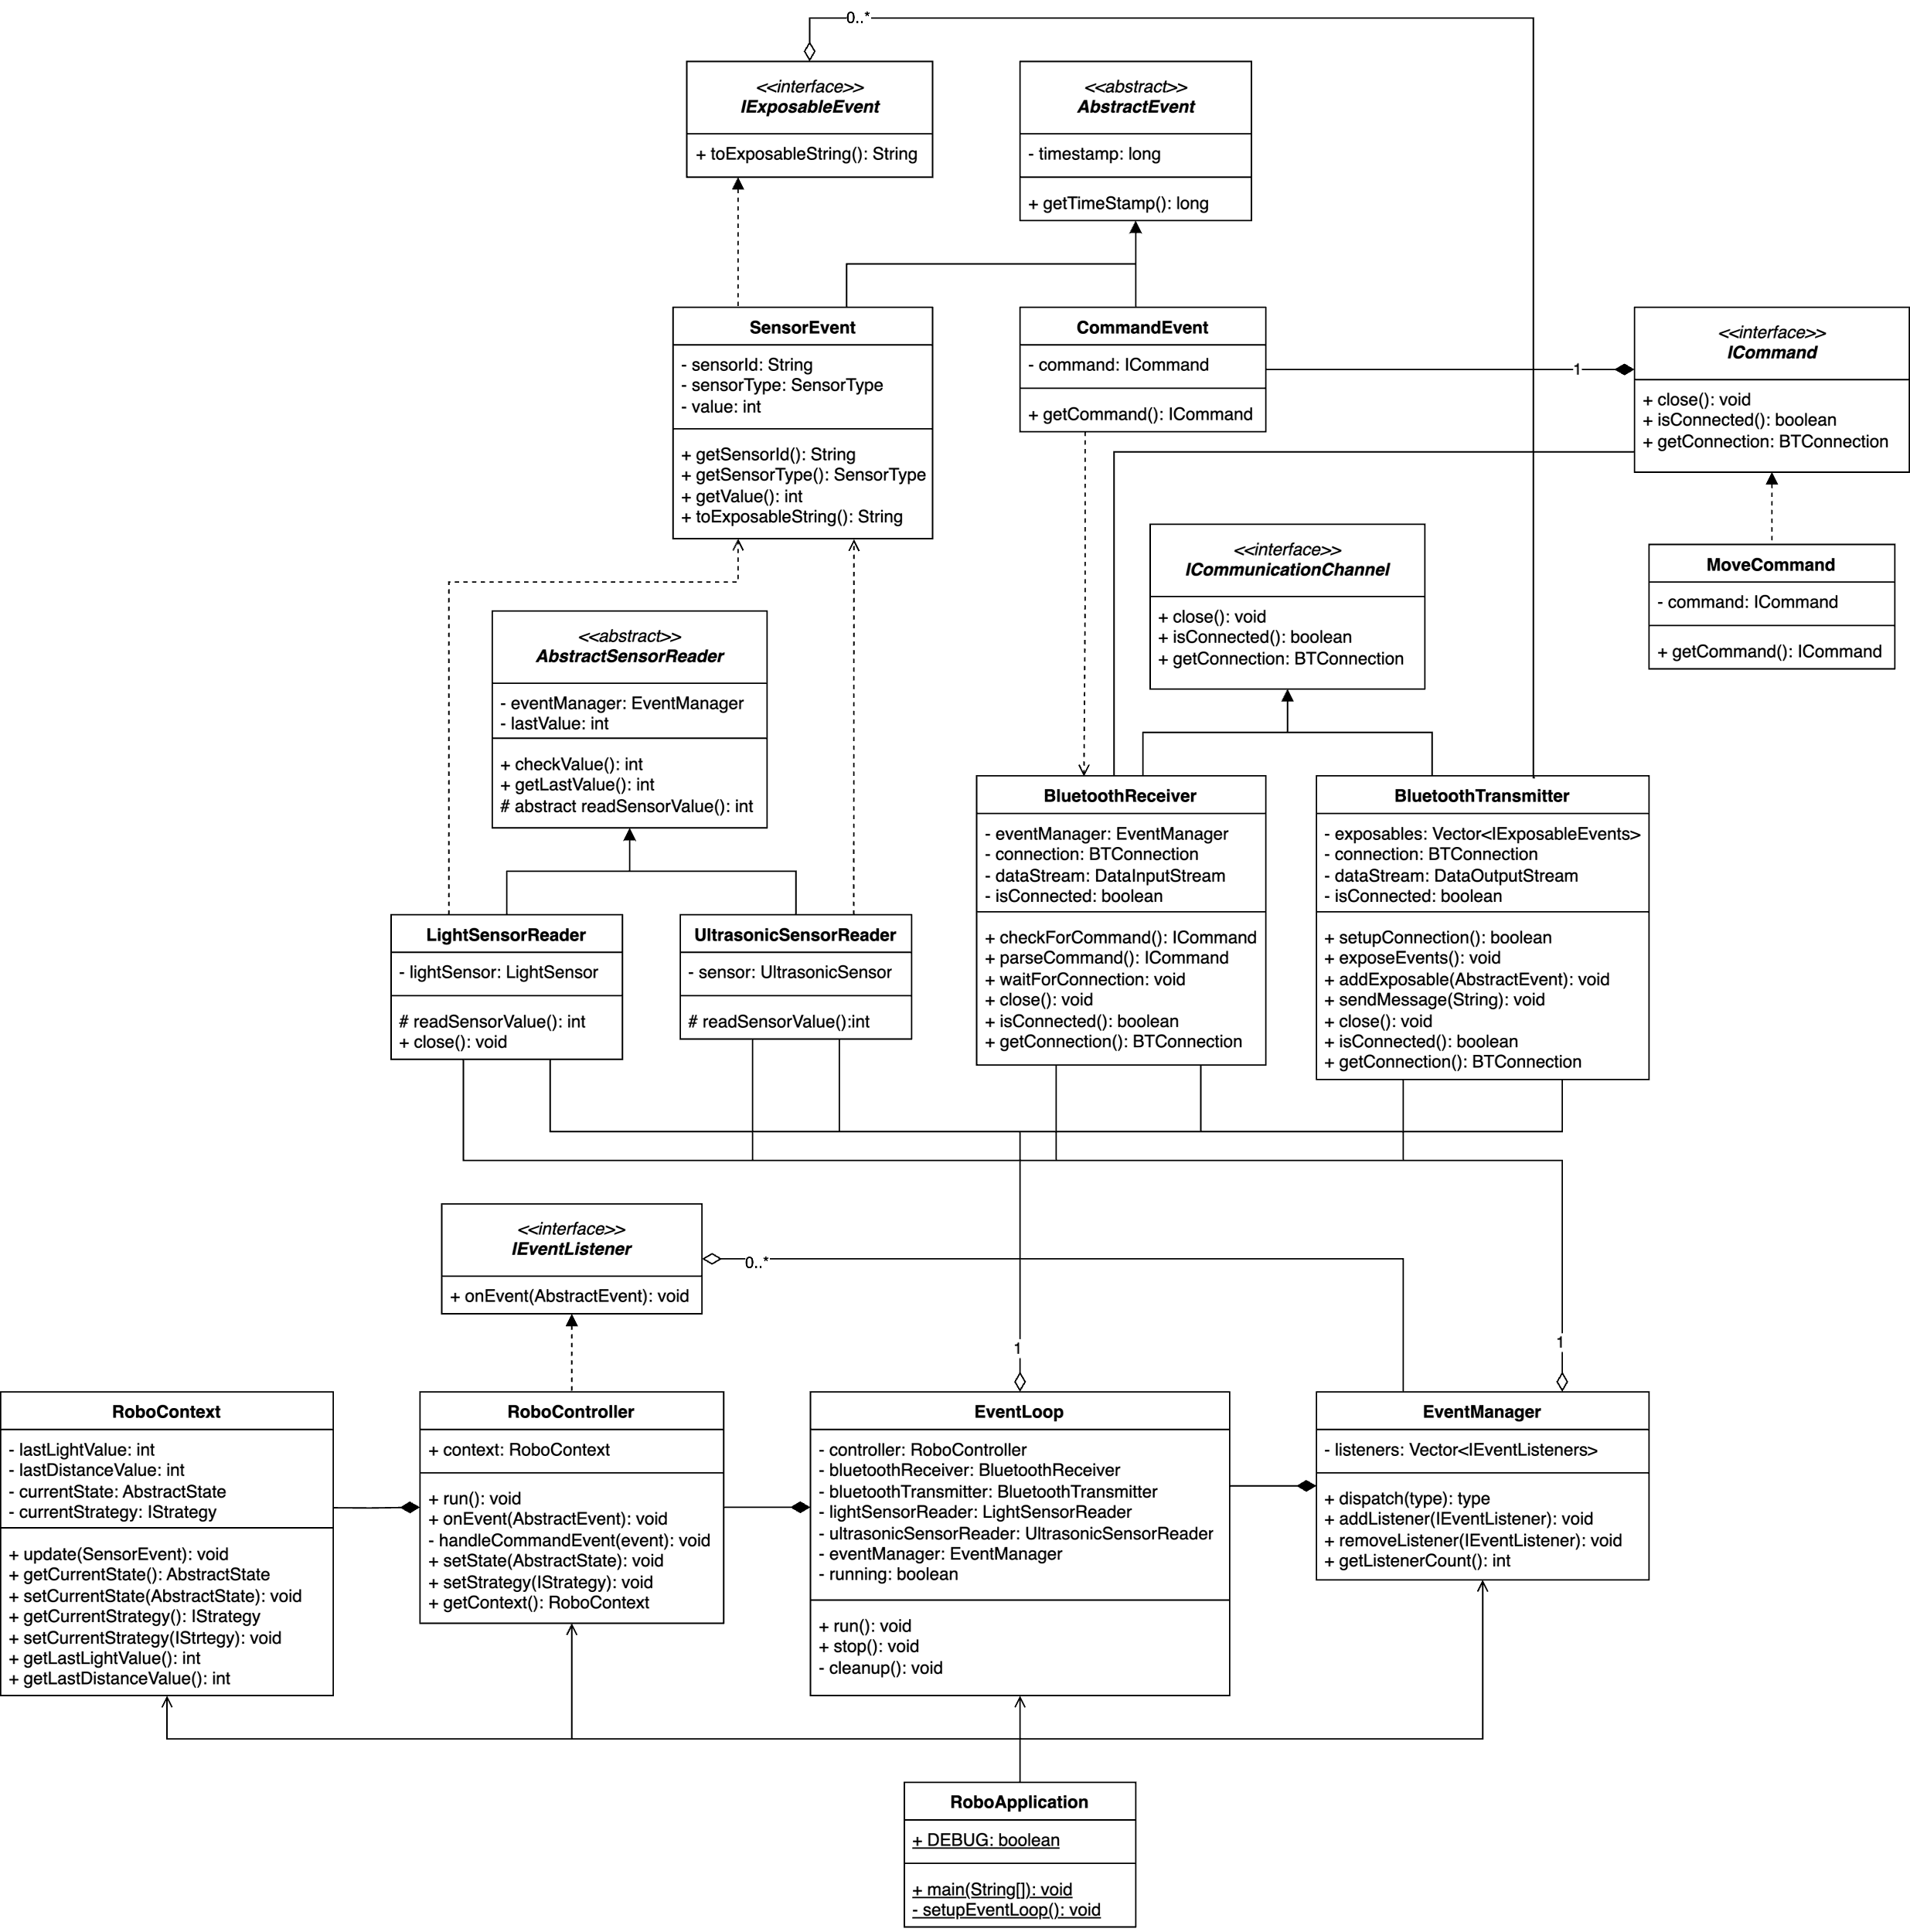 0..*
<<interface>>
IExposableEvent
+ toExposableString(): String
<<abstract>>
AbstractEvent
- timestamp: long
+ getTimeStamp(): long
SensorEvent
- sensorId: String
- sensorType: SensorType
- value: int
+ getSensorId(): String
+ getSensorType(): SensorType
+ getValue(): int
+ toExposableString(): String
CommandEvent
- command: ICommand
+ getCommand(): ICommand
1
<<interface>>
ICommand
+ close(): void
+ isConnected(): boolean
+ getConnection: BTConnection
<<interface>>
ICommunicationChannel
+ close(): void
+ isConnected(): boolean
+ getConnection: BTConnection
MoveCommand
- command: ICommand
+ getCommand(): ICommand
<<abstract>>
AbstractSensorReader
- eventManager: EventManager
- lastValue: int
+ checkValue(): int
+ getLastValue(): int
# abstract readSensorValue(): int
BluetoothReceiver
- eventManager: EventManager
- connection: BTConnection
- dataStream: DataInputStream
- isConnected: boolean
+ checkForCommand(): ICommand
+ parseCommand(): ICommand
+ waitForConnection: void
+ close(): void
+ isConnected(): boolean
+ getConnection(): BTConnection
BluetoothTransmitter
- exposables: Vector<IExposableEvents>
- connection: BTConnection
- dataStream: DataOutputStream
- isConnected: boolean
+ setupConnection(): boolean
+ exposeEvents(): void
+ addExposable(AbstractEvent): void
+ sendMessage(String): void
+ close(): void
+ isConnected(): boolean
+ getConnection(): BTConnection
LightSensorReader
- lightSensor: LightSensor
# readSensorValue(): int
+ close(): void
UltrasonicSensorReader
- sensor: UltrasonicSensor
# readSensorValue():int
<<interface>>
IEventListener
+ onEvent(AbstractEvent): void
0..*
1
1
RoboContext
- lastLightValue: int
- lastDistanceValue: int
- currentState: AbstractState
- currentStrategy: IStrategy
+ update(SensorEvent): void
+ getCurrentState(): AbstractState
+ setCurrentState(AbstractState): void
+ getCurrentStrategy(): IStrategy
+ setCurrentStrategy(IStrtegy): void
+ getLastLightValue(): int
+ getLastDistanceValue(): int
RoboController
+ context: RoboContext
+ run(): void
+ onEvent(AbstractEvent): void
- handleCommandEvent(event): void
+ setState(AbstractState): void
+ setStrategy(IStrategy): void
+ getContext(): RoboContext
EventLoop
- controller: RoboController
- bluetoothReceiver: BluetoothReceiver
- bluetoothTransmitter: BluetoothTransmitter
- lightSensorReader: LightSensorReader
- ultrasonicSensorReader: UltrasonicSensorReader
- eventManager: EventManager
- running: boolean
+ run(): void
+ stop(): void
- cleanup(): void
EventManager
- listeners: Vector<IEventListeners>
+ dispatch(type): type
+ addListener(IEventListener): void
+ removeListener(IEventListener): void
+ getListenerCount(): int
RoboApplication
+ DEBUG: boolean
+ main(String[]): void
- setupEventLoop(): void